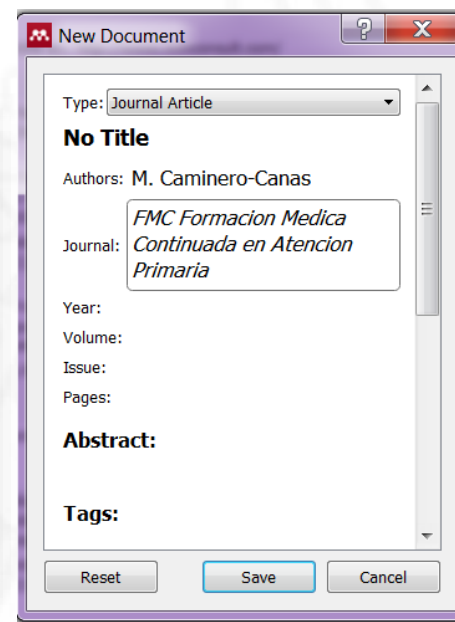 New Document
Type: Journal Article
No Title
Authors: M. Caminero-Canas
FMC Formacion Medica
Journal: Continuada en Atencion
Primaria
Year:
Volume:
Issue:
Pages:
Abstract:
Tags:
Reset Save Cancel